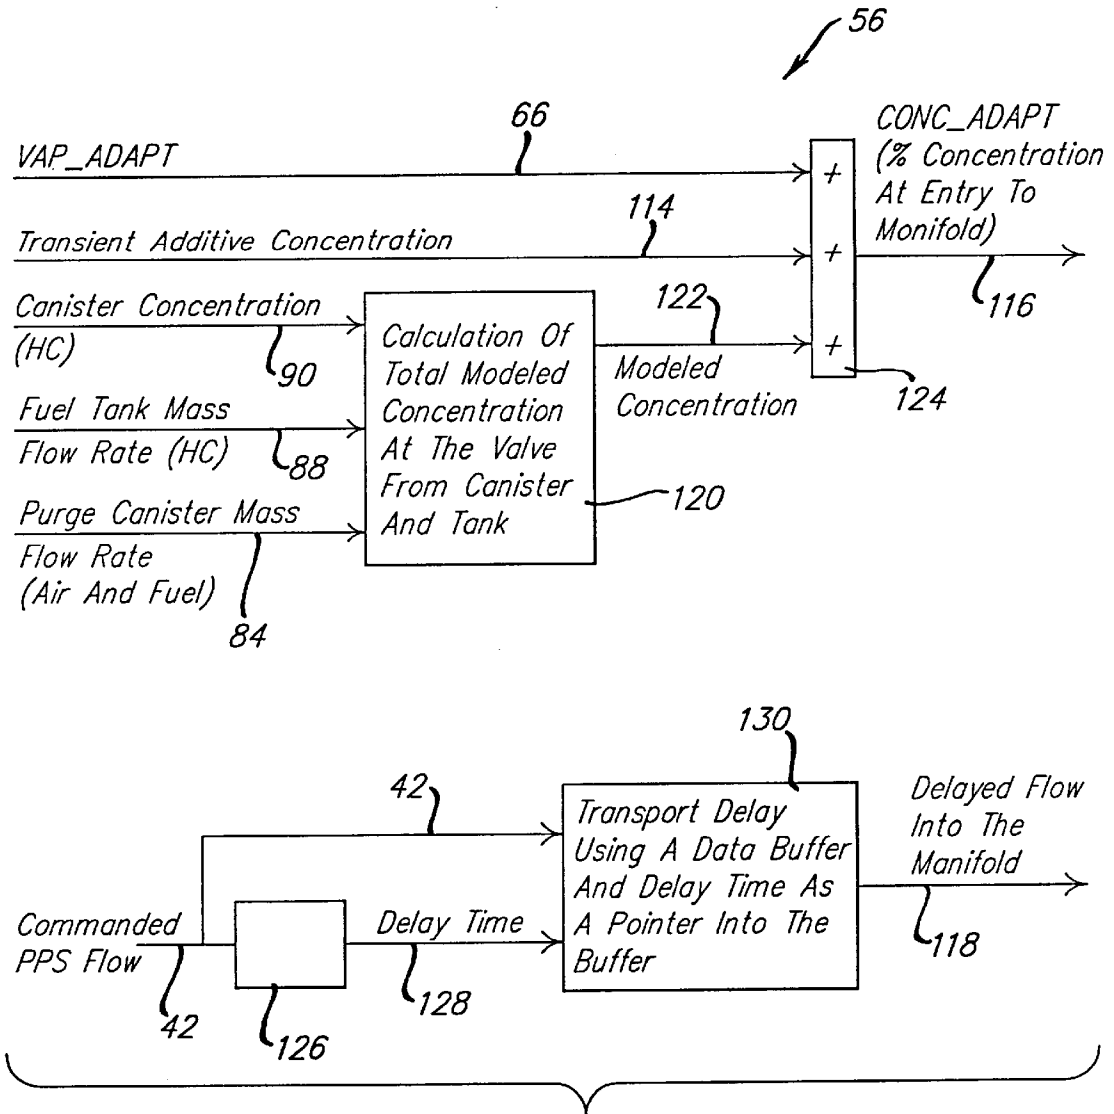 56
66
CONC_ADAPT
(% Concentration
At Entry To
Monifold)
VAP_ADAPT
+
114
Transient Additive Concentration
+
116
Canister Concentration
(HC)
90
Calculation Of
Total Modeled
Concentration
At The Valve
From Canister
And Tank
122
Modeled
Concentration
+
124
Fuel Tank Mass
Flow Rate (HC)
88
120
Purge Canister Mass
Flow Rate
(Air And Fuel)
84
130
42
Transport Delay
Using A Data Buffer
And Delay Time As
A Pointer Into The
Buffer
Delayed Flow
Into The
Manifold
118
Commanded
PPS Flow
42
126
Delay Time
128